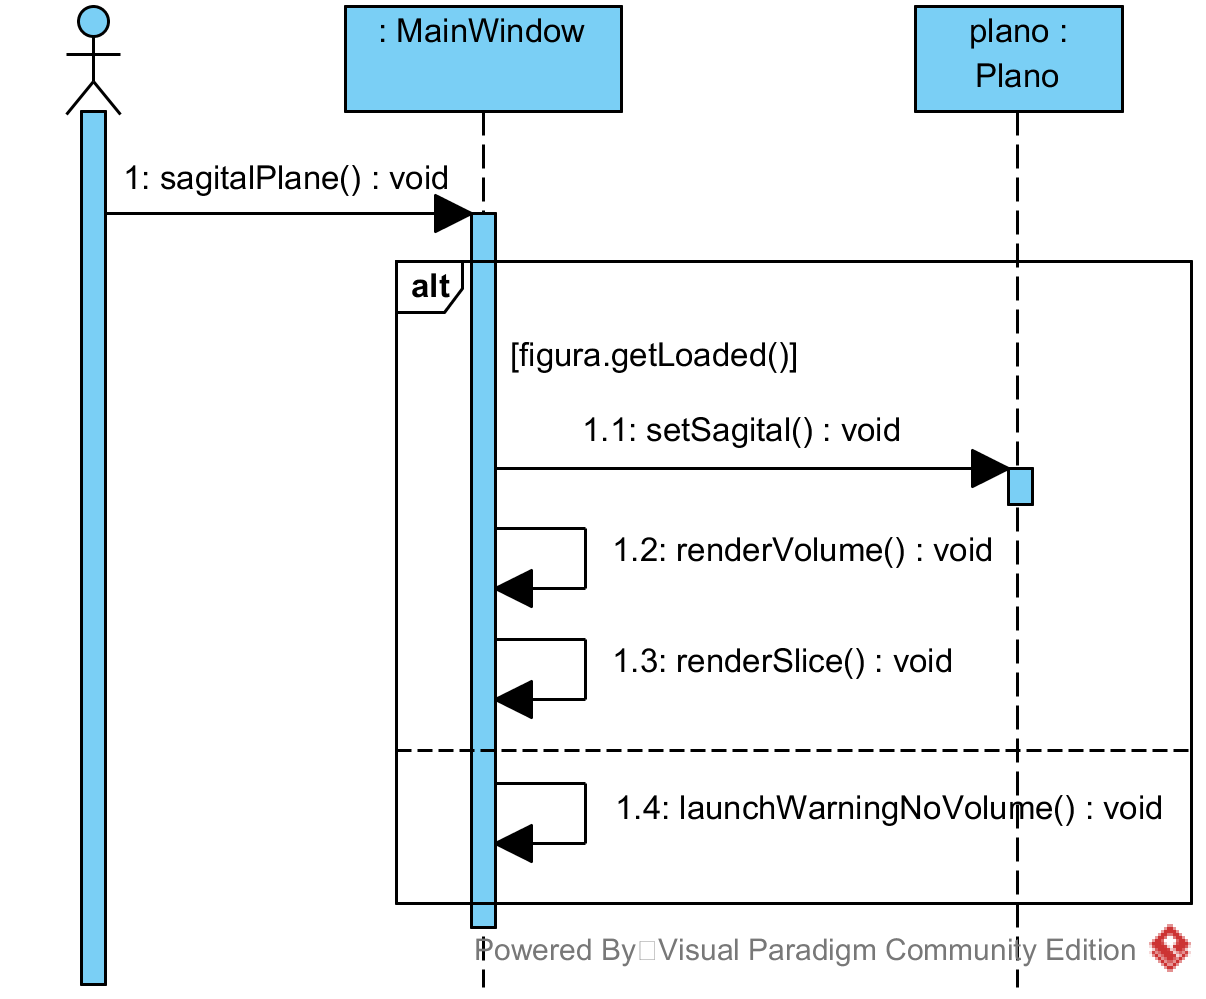 : MainWindow
plano :
Plano
1: sagitalPlane() : void
alt
[figura.getLoaded()]
1.1: setSagital() : void
1.2: renderVolume() : void
1.3: renderSlice() : void
1.4: launchWarningNoVolume() : void
Powered By□Visual Paradigm Community Edition